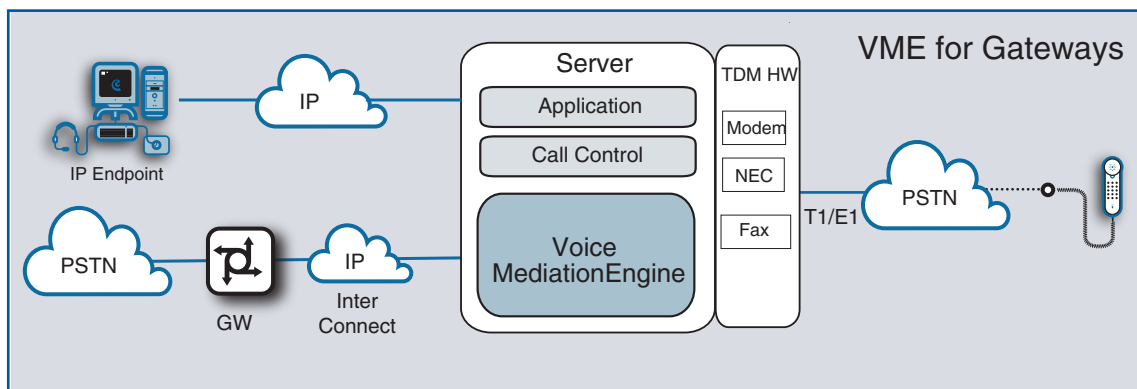 VME for Gateways
Server
TDM HW
IP
Application
Modem
Call Control
IP Endpoint
NEC
PSTN
T1/E1
Fax
Voice
MediationEngine
PSTN
IP
GW
Inter
Connect